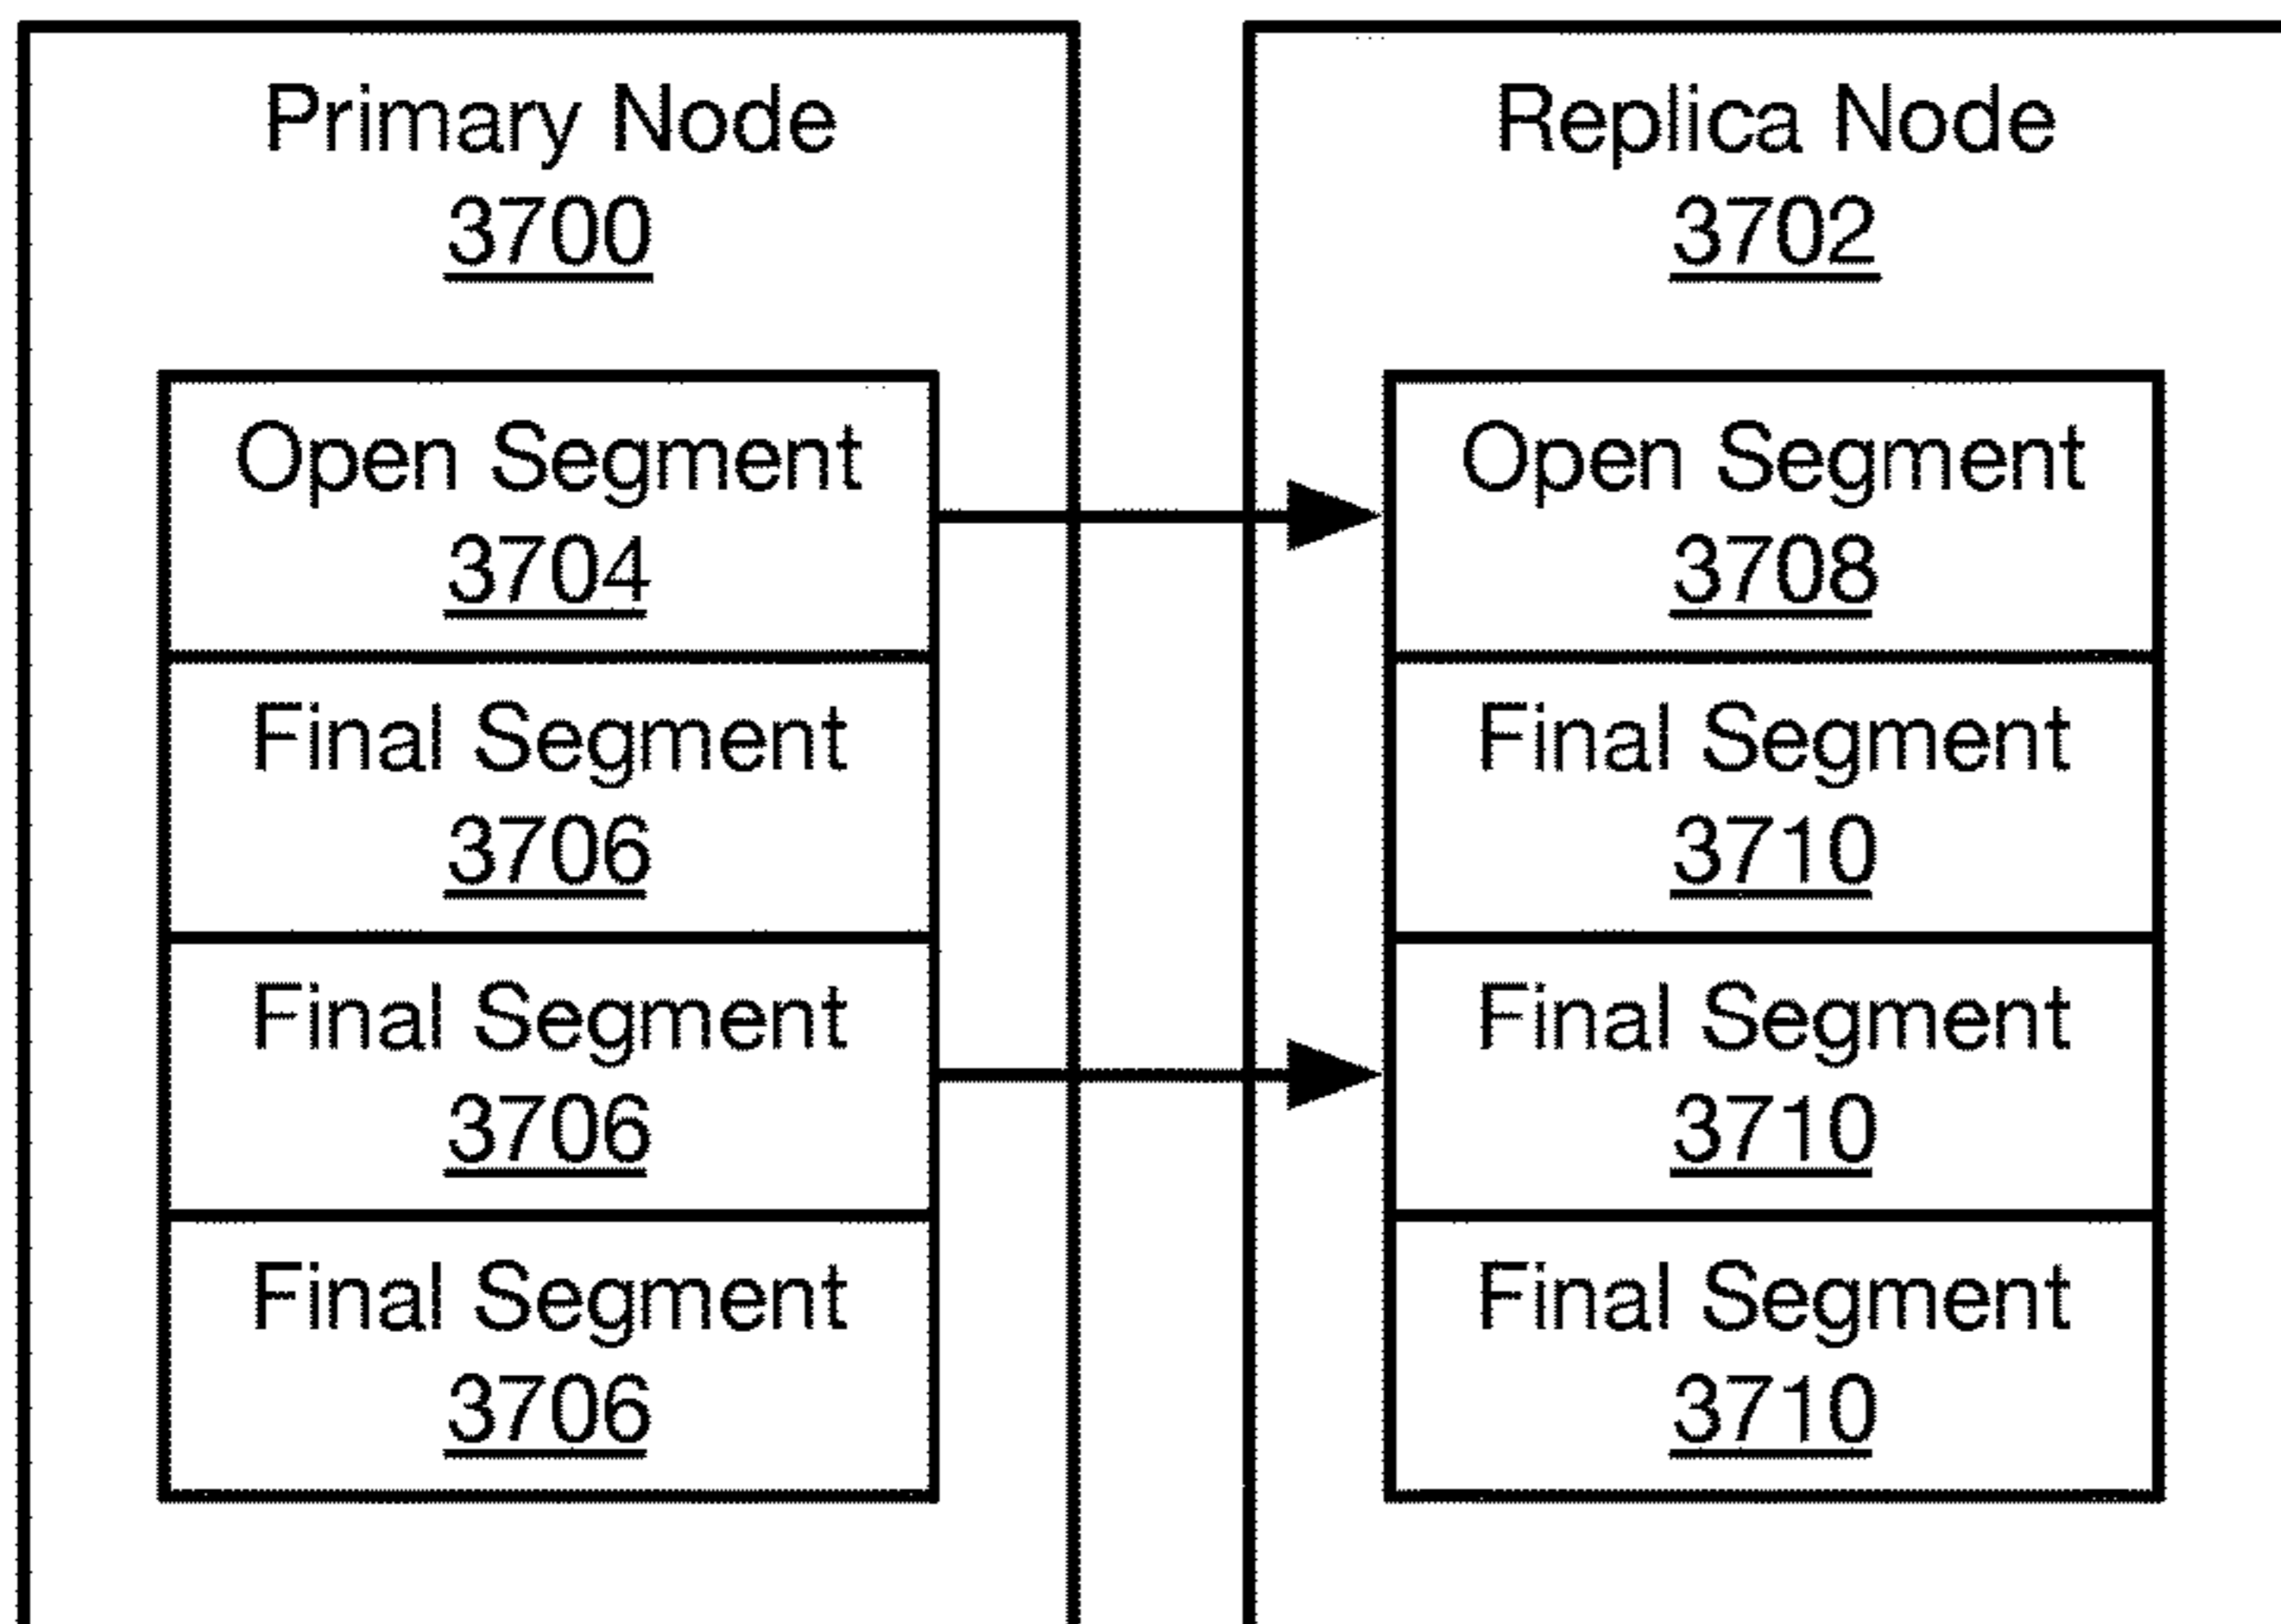 Primary Node
3700
Open Segment
3704
Final Segment
3706
Final Segment
3706
Final Segment
3706
Replica Node
3702
Open Segment
3708
Final Segment
3710
Final Segment
3710
Final Segment
3710